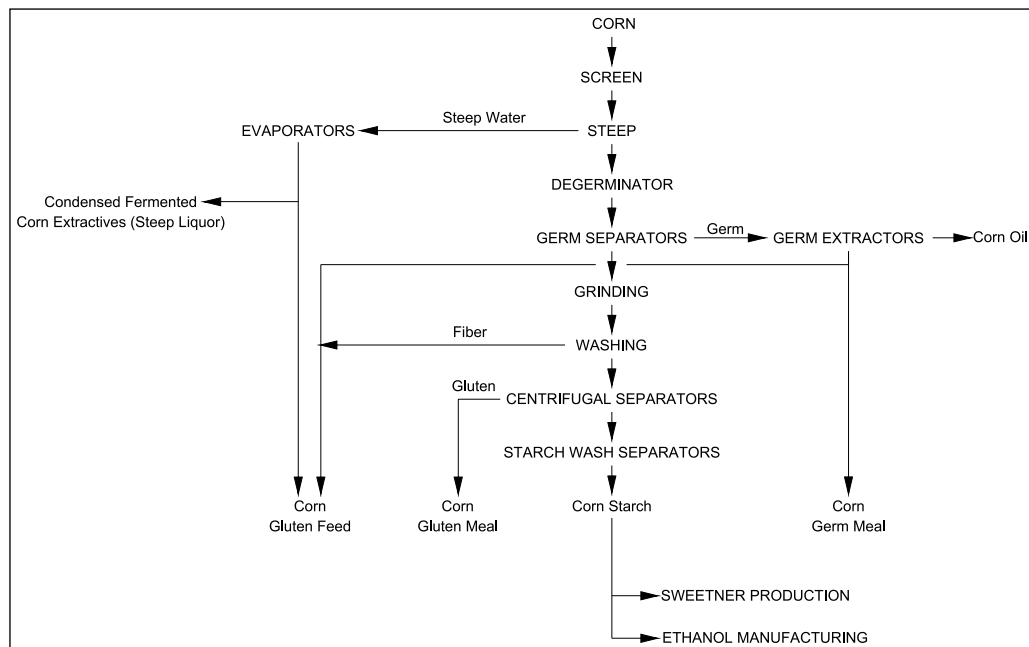 CORN
SCREEN
Steep Water
EVAPORATORS
STEEP
DEGERMINATOR
Condensed Fermented
Corn Extractives (Steep Liquor)
GERM SEPARATORS
Germ
GERM EXTRACTORS
Corn Oil
GRINDING
Fiber
WASHING
Gluten
CENTRIFUGAL SEPARATORS
STARCH WASH SEPARATORS
Corn
Gluten Feed
Corn
Gluten Meal
Corn Starch
Corn
Germ Meal
SWEETNER PRODUCTION
ETHANOL MANUFACTURING